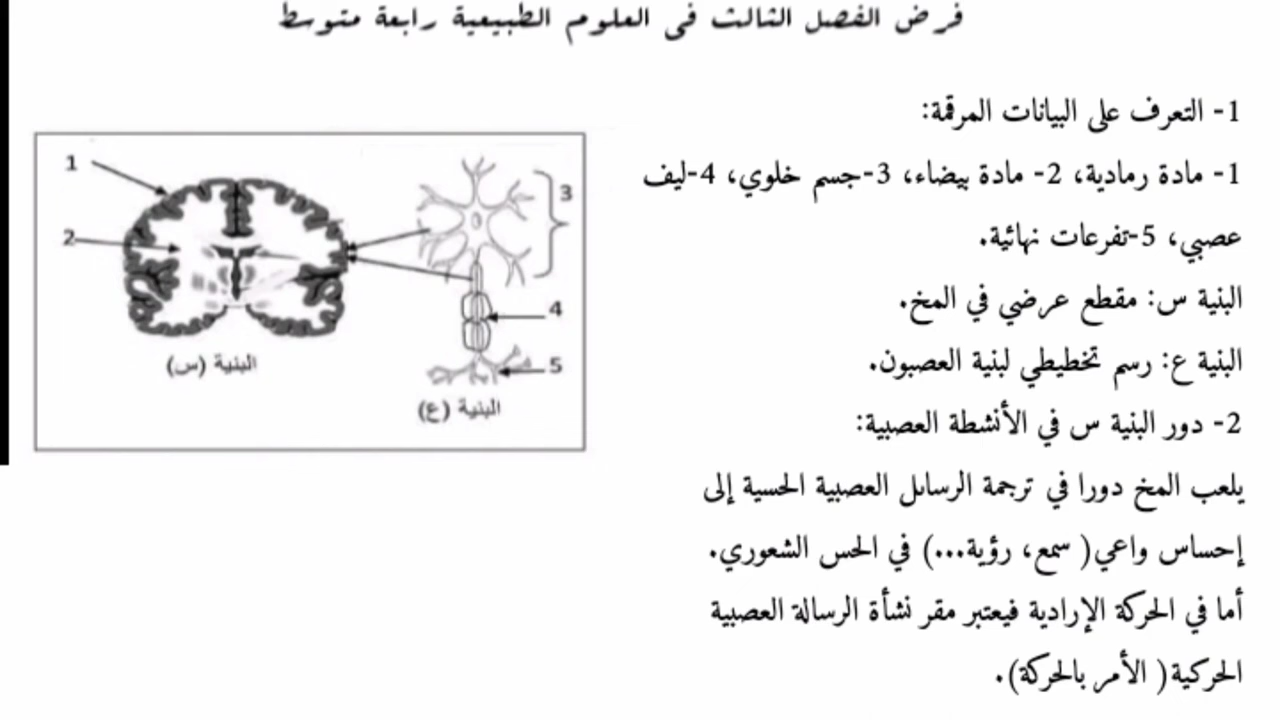 فرض الفصل الثالث في العلوم الطبيعية رابعة متوسط
1- التعرف على البيانات المرقمة:
1- مادة رمادية، 2- مادة بيضاء، 3-جسم خلوي، 4-ليف
عصبي، 5-تفرعات نهائية.
البنية س: مقطع عرضي في المخ.
البنية ع: رسم تخطيطي لبنية العصبون.
2- دور البنية س في الأنشطة العصبية:
يلعب المخ دورا في ترجمة الرسائل العصبية الحسية إلى
إحساس واعي( سمع، رؤية...) في الحس الشعوري.
أما في الحركة الإرادية فيعتبر مقر نشأة الرسالة العصبية
الحركية( الأمر بالحركة).
1
2
3
4
5
البنية (س)
البنية (ع)